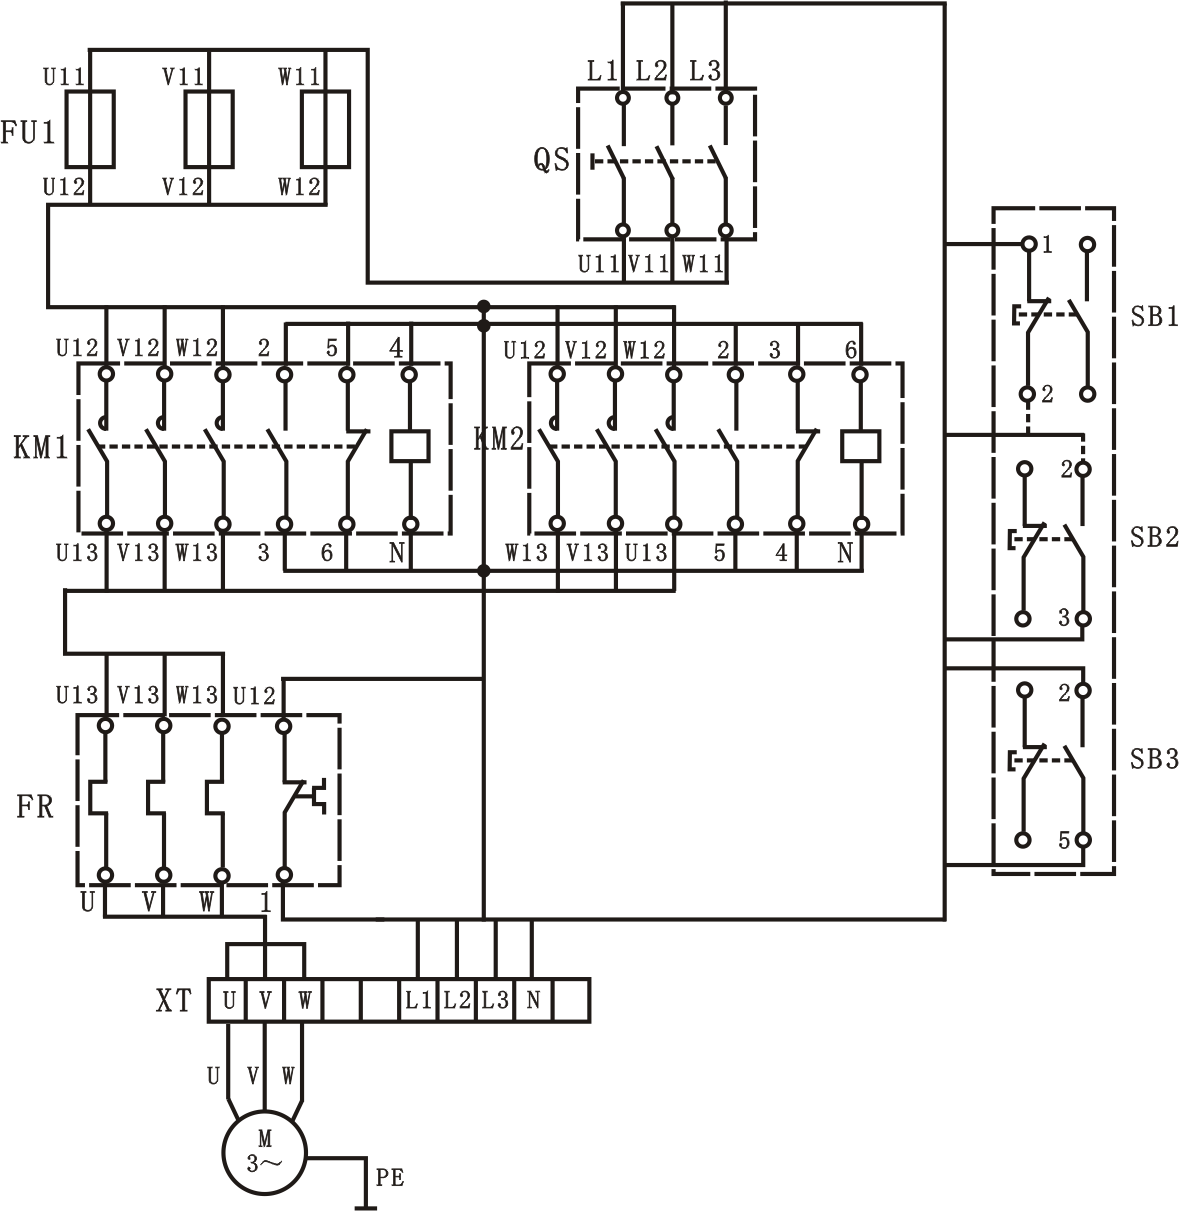 L1 L2 L3
U11 V11 W11
FU1
QS
U12 V12 W12
U11 V11 W11
1
SB1
U12 V12 W12 2 5 4
U12 V12 W12 2 3 6
2
KM1
KM2
2
SB2
U13 V13 W13 3 6 N
W13 V13 U13 5 4 N
3
U13 V13 W13 U12
2
SB3
FR
5
U V W 1
XT
U V W L1 L2 L3 N
U V W
M
3~
PE